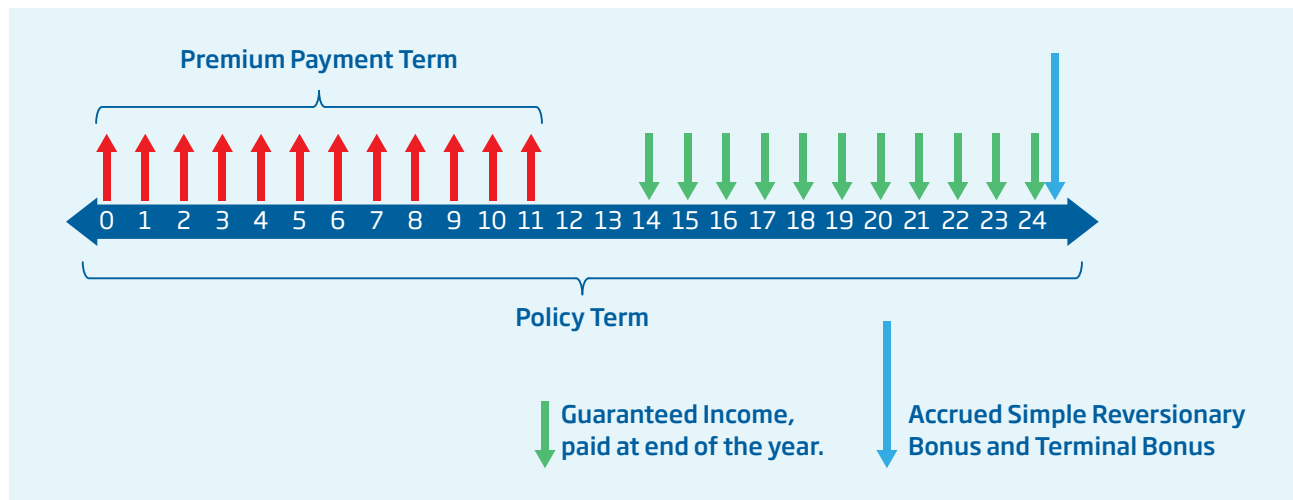 Premium Payment Term
0 1 2 3 4 5 6 7 8 9 10 11 12 13 14 15 16 17 18 19 20 21 22 23 24
Policy Term
Guaranteed Income,
paid at end of the year.
Accrued Simple Reversionary
Bonus and Terminal Bonus